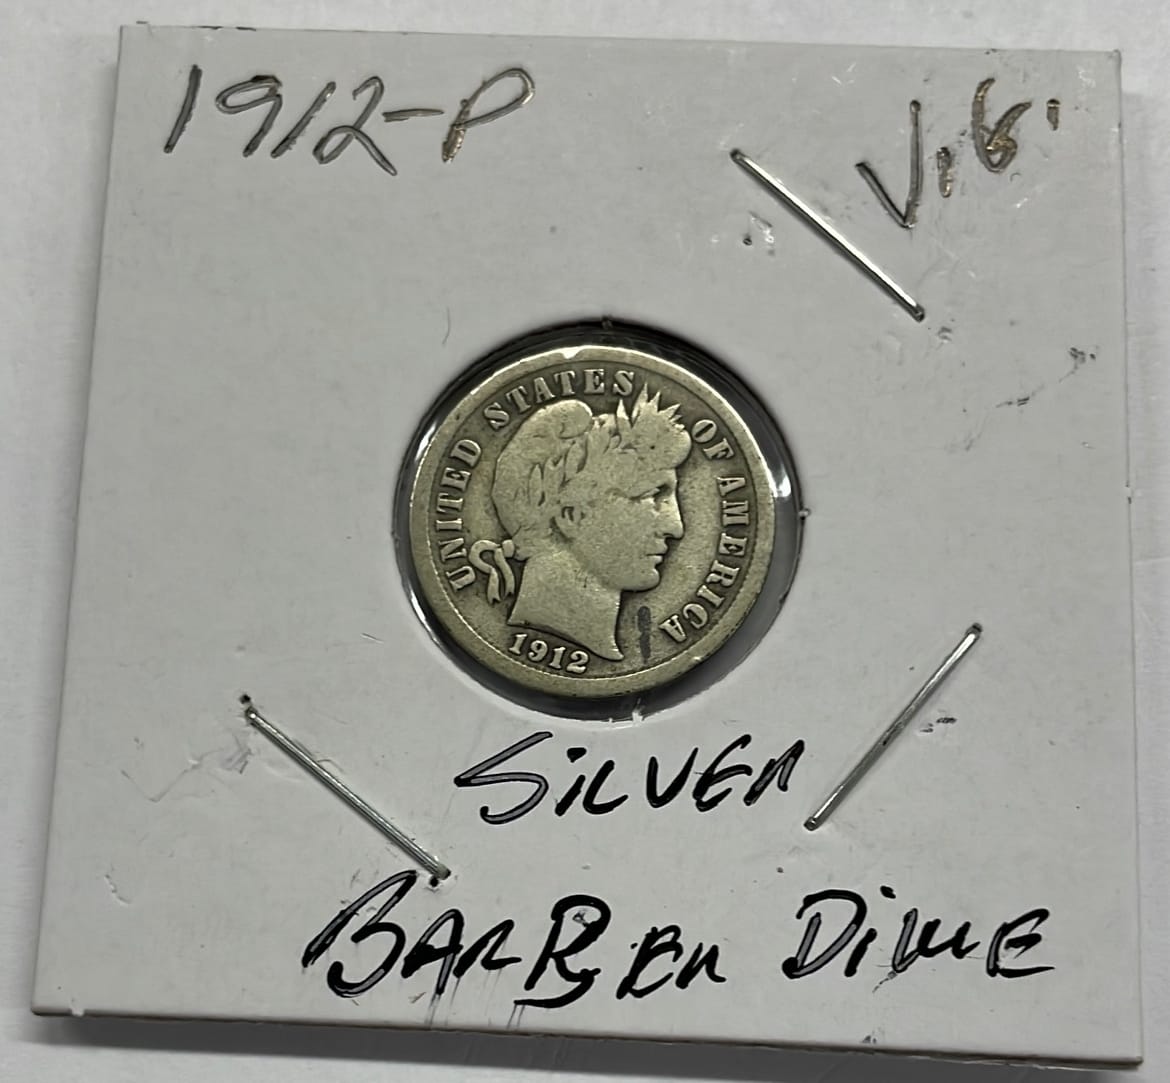 1912-P
V.G.
UNITED STATES OF AMERICA
1912
SILVER
BARBER DIME